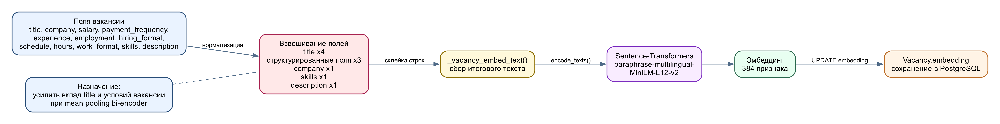 Поля вакансии
title, company, salary, payment_frequency,
experience, employment, hiring_format,
schedule, hours, work_format, skills, description
Назначение:
усилить вклад title и условий вакансии
при mean pooling bi-encoder
нормализация
Взвешивание полей
title x4
структурированные поля x3
company x1
skills x1
description x1
склейка строк
_vacancy_embed_text()
сбор итогового текста
encode_texts()
Sentence-Transformers
paraphrase-multilingual-
MiniLM-L12-v2
Эмбеддинг
384 признака
UPDATE embedding
Vacancy.embedding
сохранение в PostgreSQL